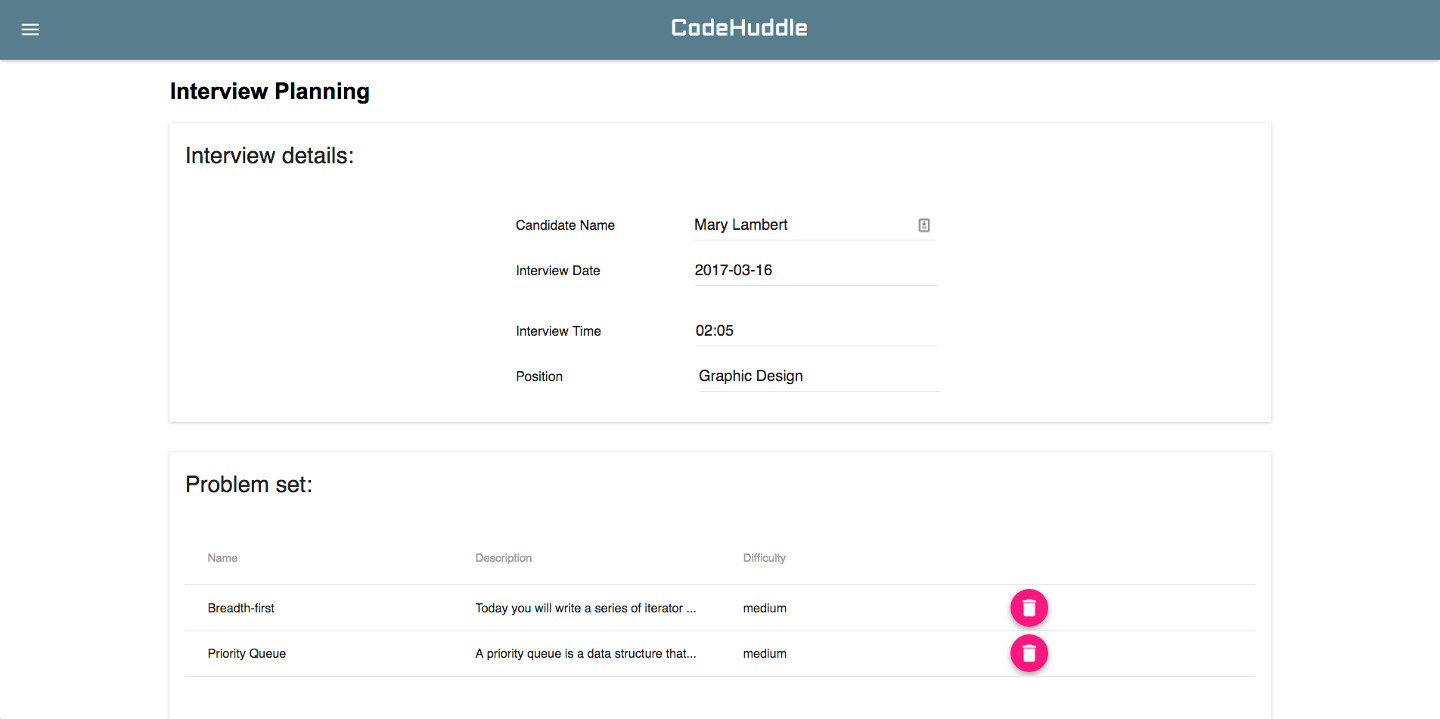 CodeHuddle
Interview Planning
Interview details:
Candidate Name Mary Lambert
Interview Date 2017-03-16
Interview Time 02:05
Position Graphic Design
Problem set:
Name Description Difficulty
Breadth-first Today you will write a series of iterator ... medium
Priority Queue A priority queue is a data structure that... medium